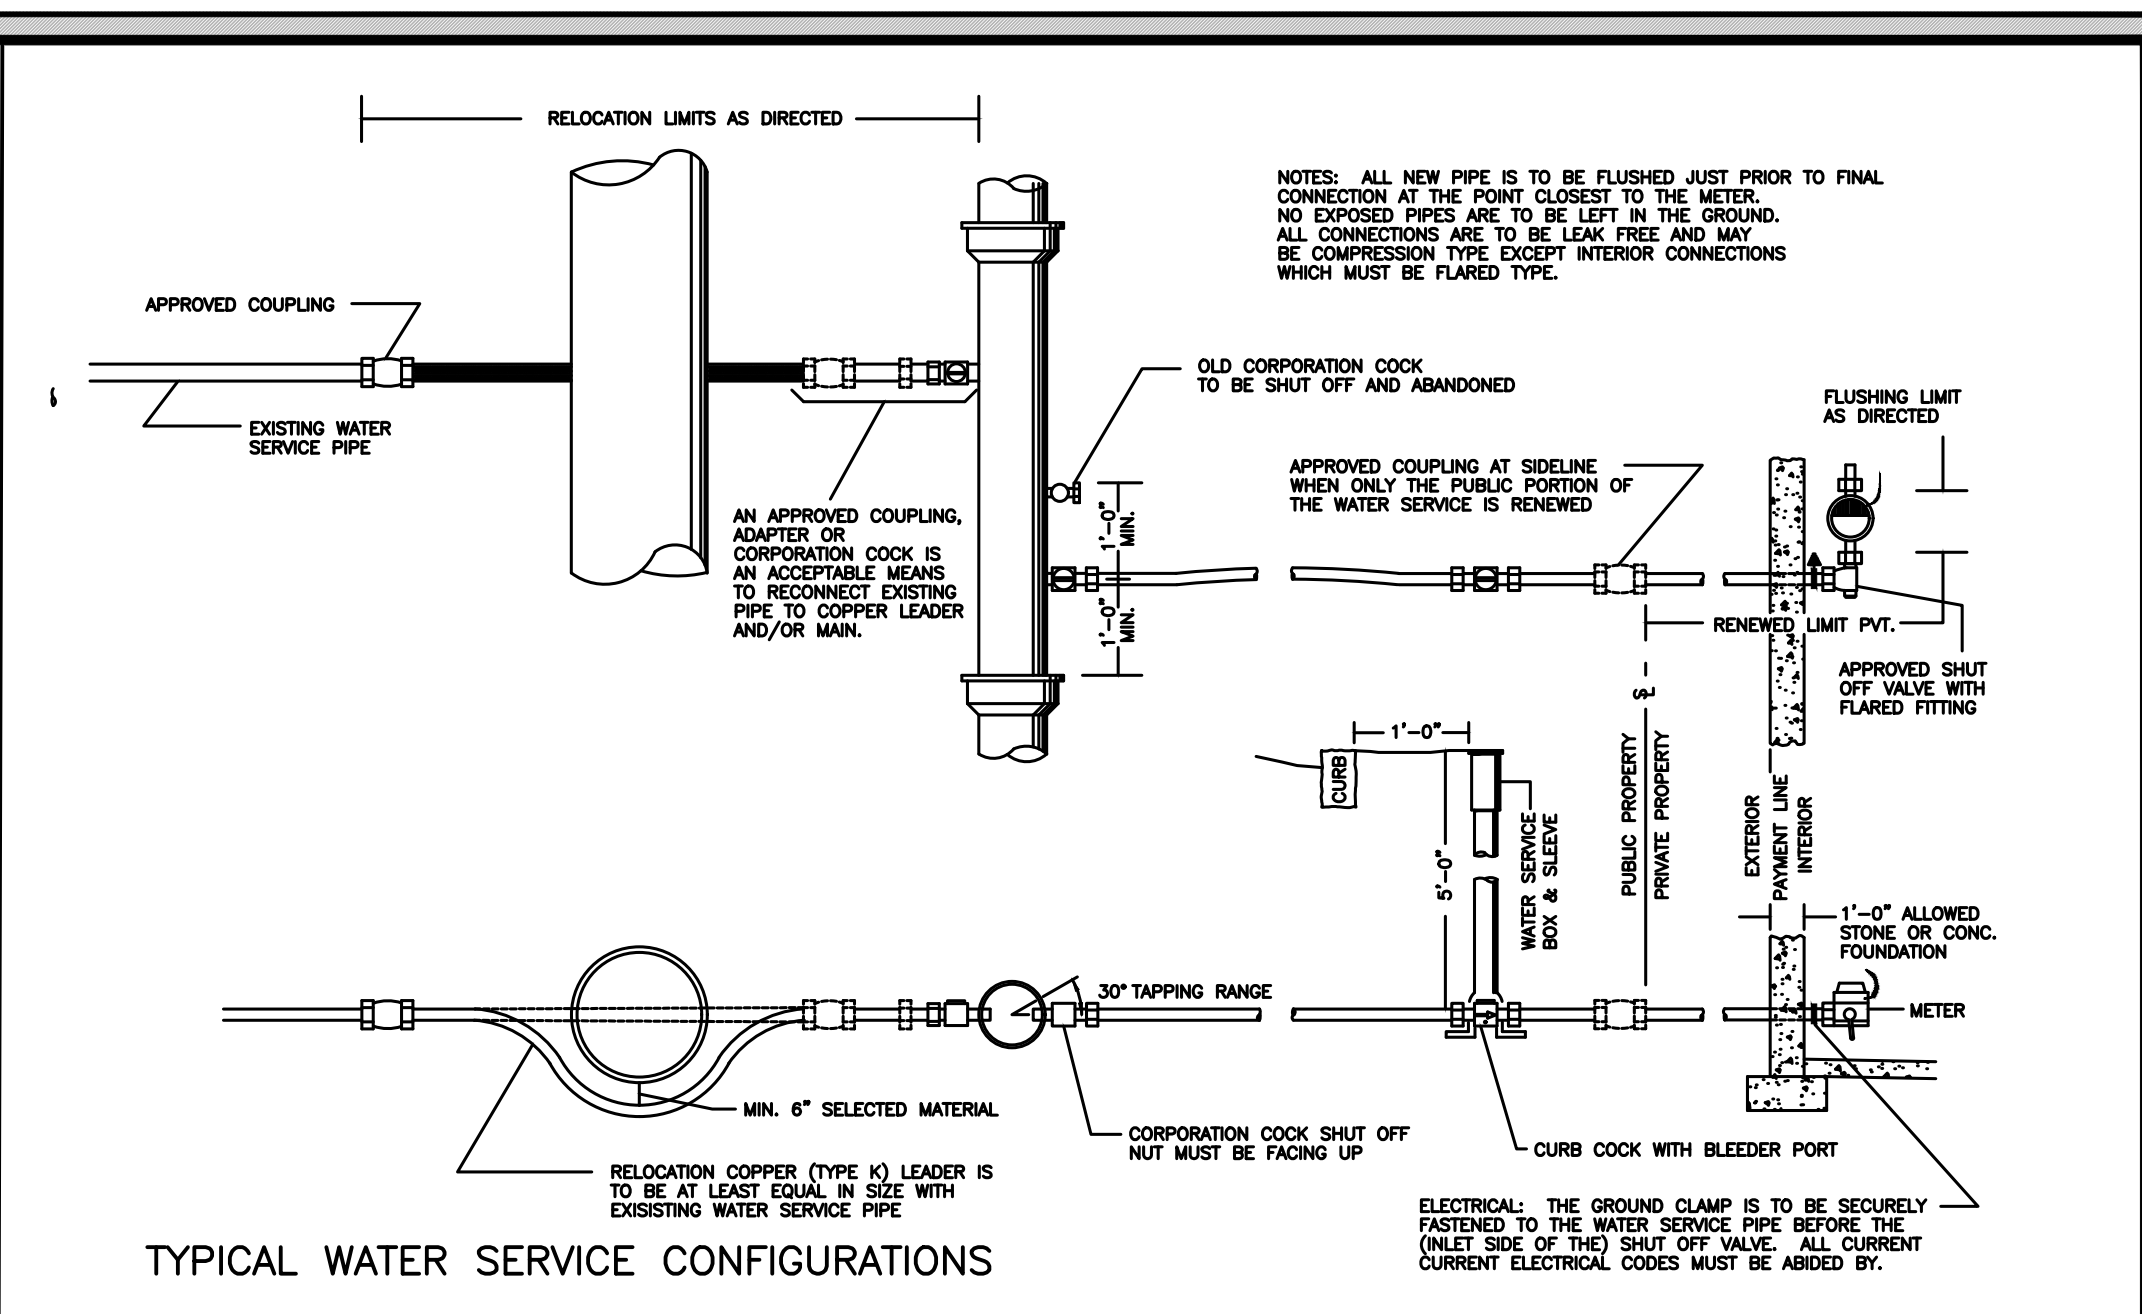 RELOCATION LIMITS AS DIRECTED
NOTES: ALL NEW PIPE IS TO BE FLUSHED JUST PRIOR TO FINAL
CONNECTION AT THE POINT CLOSEST TO THE METER.
NO EXPOSED PIPES ARE TO BE LEFT IN THE GROUND.
ALL CONNECTIONS ARE TO BE LEAK FREE AND MAY
BE COMPRESSION TYPE EXCEPT INTERIOR CONNECTIONS
WHICH MUST BE FLARED TYPE.
APPROVED COUPLING
EXISTING WATER
SERVICE PIPE
OLD CORPORATION COCK
TO BE SHUT OFF AND ABANDONED
FLUSHING LIMIT
AS DIRECTED
APPROVED COUPLING AT SIDELINE
WHEN ONLY THE PUBLIC PORTION OF
THE WATER SERVICE IS RENEWED
AN APPROVED COUPLING,
ADAPTER OR
CORPORATION COCK IS
AN ACCEPTABLE MEANS
TO RECONNECT EXISTING
PIPE TO COPPER LEADER
AND/OR MAIN.
1'-0"
MIN.
1'-0"
MIN.
RENEWED LIMIT PVT.
APPROVED SHUT
OFF VALVE WITH
FLARED FITTING
SL
1'-0"
CURB
5'-0"
WATER SERVICE
BOX & SLEEVE
PUBLIC PROPERTY
PRIVATE PROPERTY
EXTERIOR
PAYMENT LINE
INTERIOR
1'-0" ALLOWED
STONE OR CONC.
FOUNDATION
30° TAPPING RANGE
METER
MIN. 6" SELECTED MATERIAL
CORPORATION COCK SHUT OFF
NUT MUST BE FACING UP
CURB COCK WITH BLEEDER PORT
RELOCATION COPPER (TYPE K) LEADER IS
TO BE AT LEAST EQUAL IN SIZE WITH
EXISISTING WATER SERVICE PIPE
ELECTRICAL: THE GROUND CLAMP IS TO BE SECURELY
FASTENED TO THE WATER SERVICE PIPE BEFORE THE
(INLET SIDE OF THE) SHUT OFF VALVE. ALL CURRENT
CURRENT ELECTRICAL CODES MUST BE ABIDED BY.
TYPICAL WATER SERVICE CONFIGURATIONS